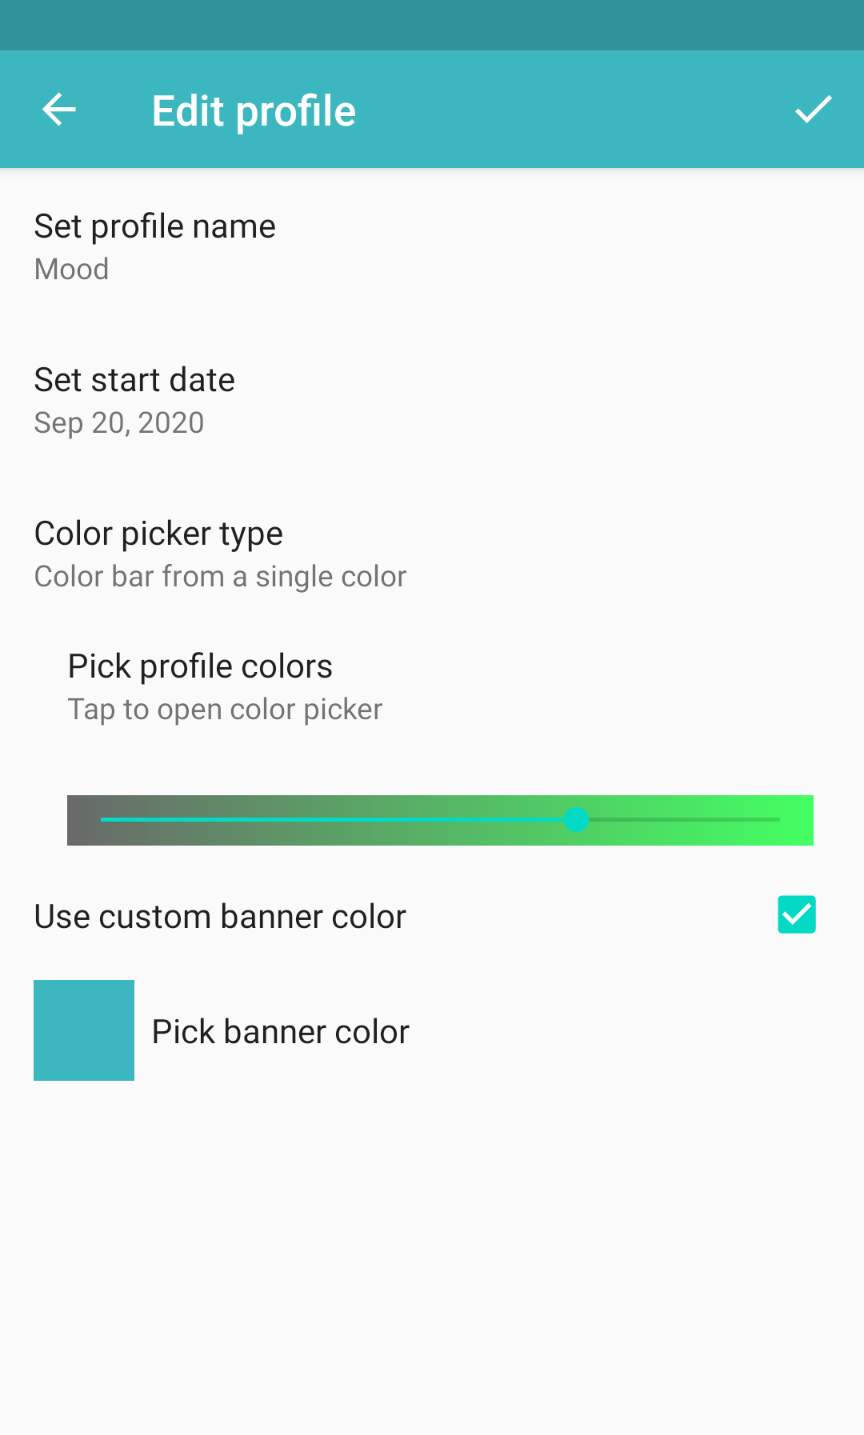 Edit profile
Set profile name
Mood
Set start date
Sep 20, 2020
Color picker type
Color bar from a single color
Pick profile colors
Tap to open color picker
Use custom banner color
Pick banner color